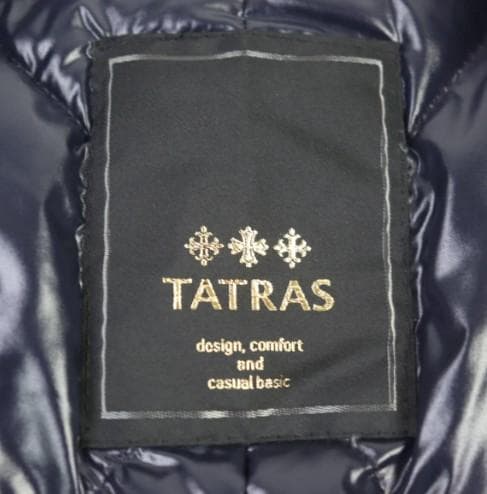 TATRAS
design, comfort
and
casual basic